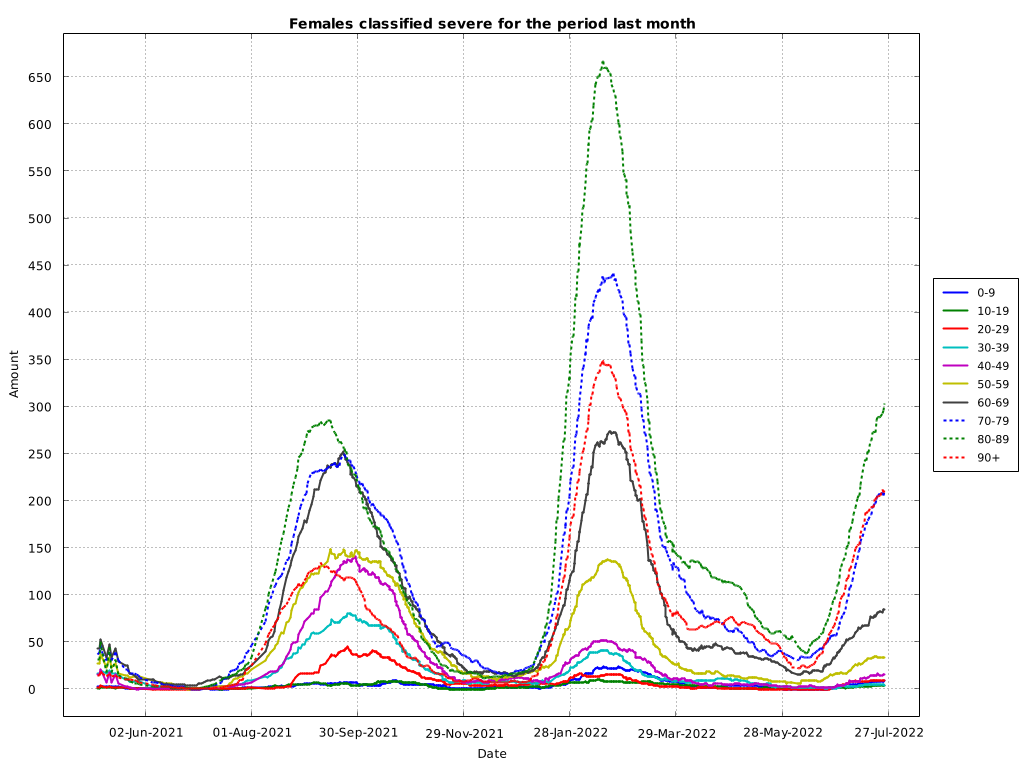 Females classified severe for the period last month
Amount
650
600
550
500
450
400
350
300
250
200
150
100
50
0
02-Jun-2021
01-Aug-2021
30-Sep-2021
29-Nov-2021
28-Jan-2022
29-Mar-2022
28-May-2022
27-Jul-2022
Date
0-9
10-19
20-29
30-39
40-49
50-59
60-69
70-79
80-89
90+